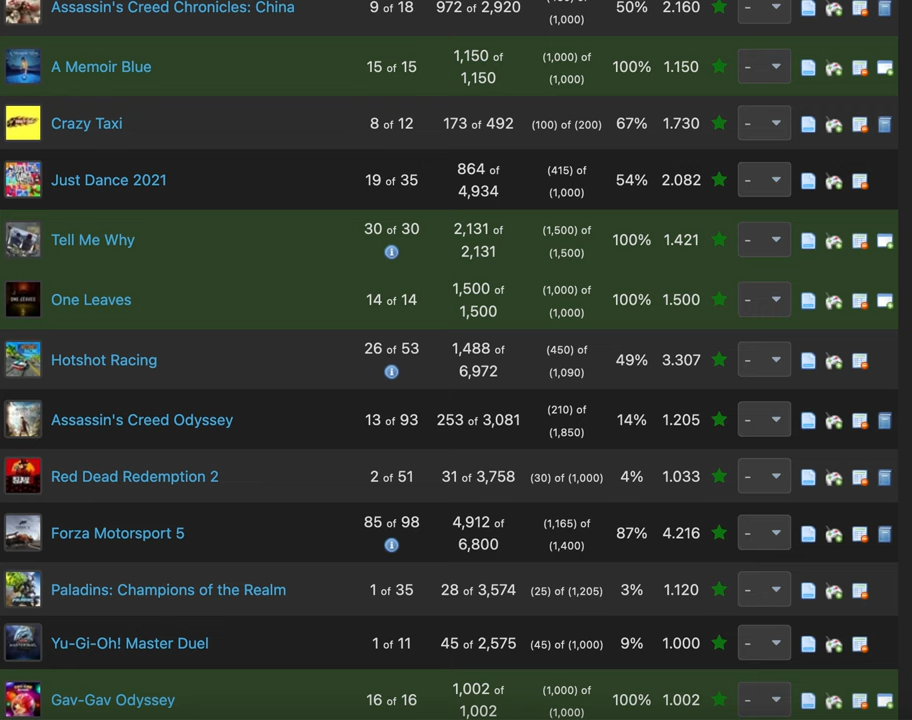 Assassin's Creed Chronicles: China 9 of 18 972 of 2,920 (1,000) 50% 2.160 -
A Memoir Blue 15 of 15 1,150 of 1,150 (1,000) of (1,000) 100% 1.150 -
Crazy Taxi 8 of 12 173 of 492 (100) of (200) 67% 1.730 -
Just Dance 2021 19 of 35 864 of 4,934 (415) of (1,000) 54% 2.082 -
Tell Me Why 30 of 30 2,131 of 2,131 (1,500) of (1,500) 100% 1.421 -
One Leaves 14 of 14 1,500 of 1,500 (1,000) of (1,000) 100% 1.500 -
Hotshot Racing 26 of 53 1,488 of 6,972 (450) of (1,090) 49% 3.307 -
Assassin's Creed Odyssey 13 of 93 253 of 3,081 (210) of (1,850) 14% 1.205 -
Red Dead Redemption 2 2 of 51 31 of 3,758 (30) of (1,000) 4% 1.033 -
Forza Motorsport 5 85 of 98 4,912 of 6,800 (1,165) of (1,400) 87% 4.216 -
Paladins: Champions of the Realm 1 of 35 28 of 3,574 (25) of (1,205) 3% 1.120 -
Yu-Gi-Oh! Master Duel 1 of 11 45 of 2,575 (45) of (1,000) 9% 1.000 -
Gav-Gav Odyssey 16 of 16 1,002 of 1,002 (1,000) of (1,000) 100% 1.002 -